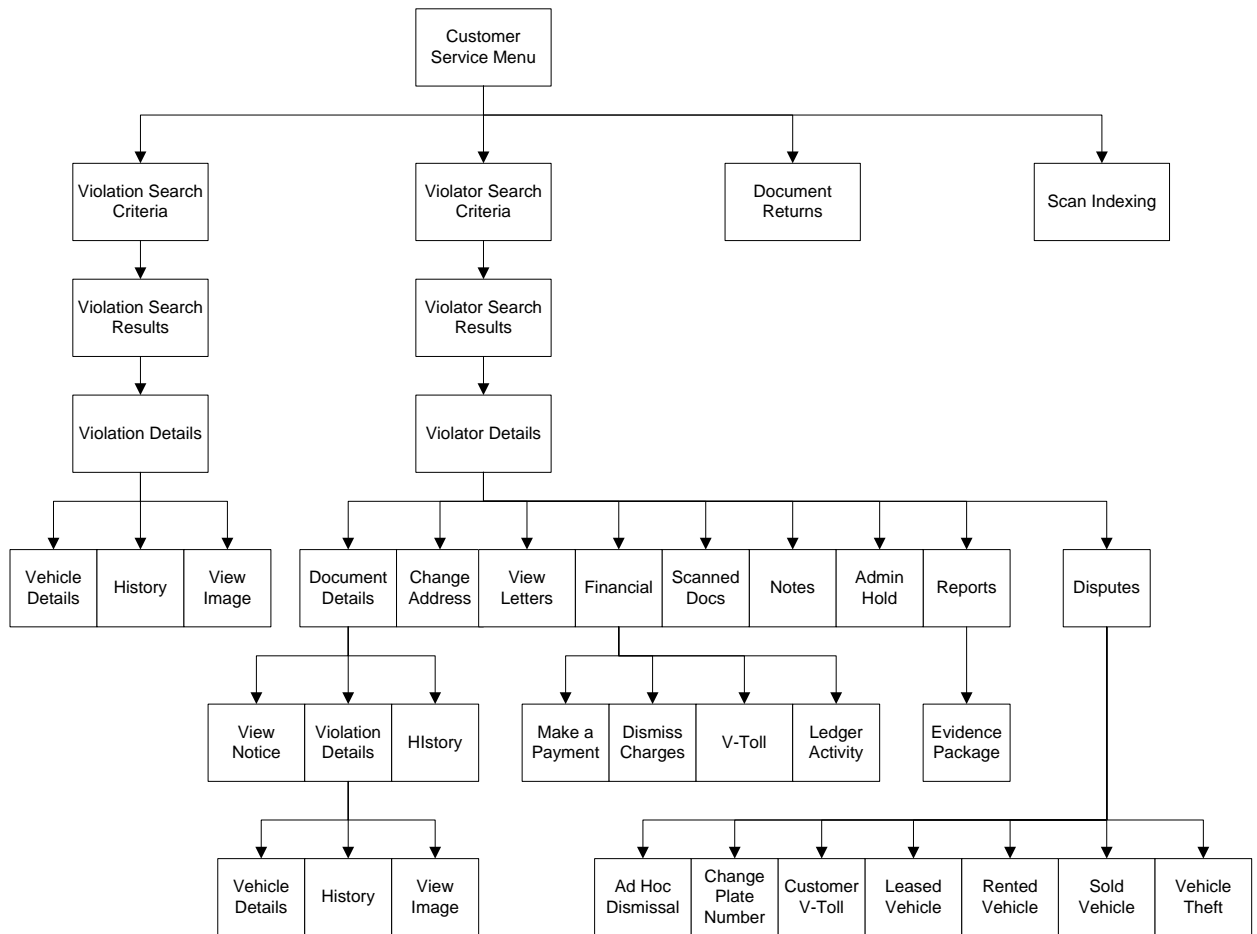 Customer
Service Menu
Violation Search
Criteria
Violator Search
Criteria
Document
Returns
Scan Indexing
Violation Search
Results
Violator Search
Results
Violation Details
Violator Details
Vehicle
Details
History
View
Image
Document
Details
Change
Address
View
Letters
Financial
Scanned
Docs
Notes
Admin
Hold
Reports
Disputes
View
Notice
Violation
Details
HIstory
Make a
Payment
Dismiss
Charges
V-Toll
Ledger
Activity
Evidence
Package
Vehicle
Details
History
View
Image
Ad Hoc
Dismissal
Change
Plate
Number
Customer
V-Toll
Leased
Vehicle
Rented
Vehicle
Sold
Vehicle
Vehicle
Theft